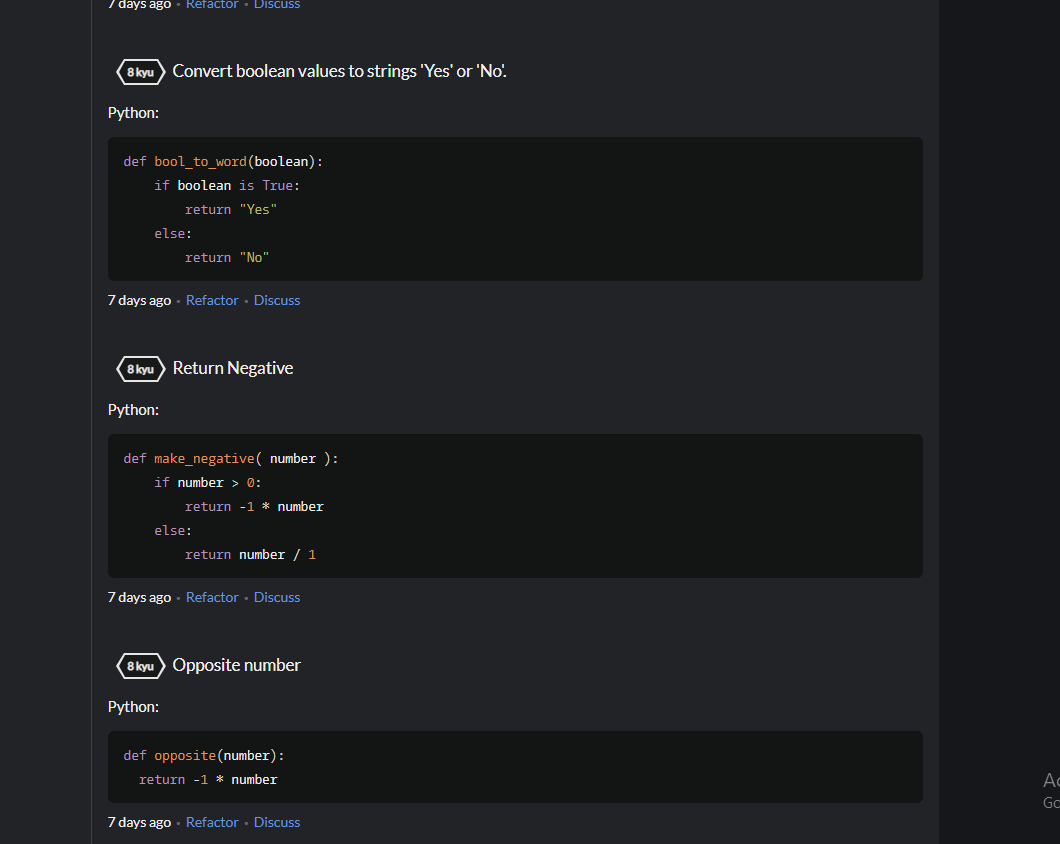 7 days ago • Refactor • Discuss
8 kyu Convert boolean values to strings 'Yes' or 'No'.
Python:
def bool_to_word(boolean):
    if boolean is True:
        return "Yes"
    else:
        return "No"
7 days ago • Refactor • Discuss
8 kyu Return Negative
Python:
def make_negative( number ):
    if number > 0:
        return -1 * number
    else:
        return number / 1
7 days ago • Refactor • Discuss
8 kyu Opposite number
Python:
def opposite(number):
  return -1 * number
7 days ago • Refactor • Discuss